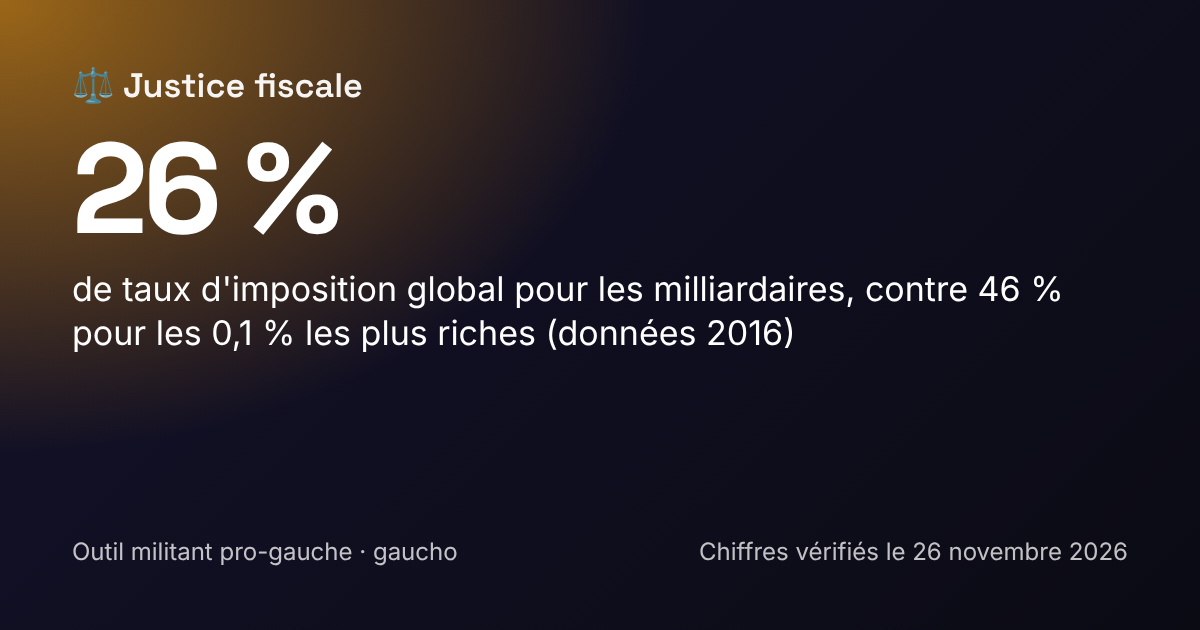 ⚖️ Justice fiscale
26 %
de taux d'imposition global pour les milliardaires, contre 46 %
pour les 0,1 % les plus riches (données 2016)
Outil militant pro-gauche · gaucho
Chiffres vérifiés le 26 novembre 2026